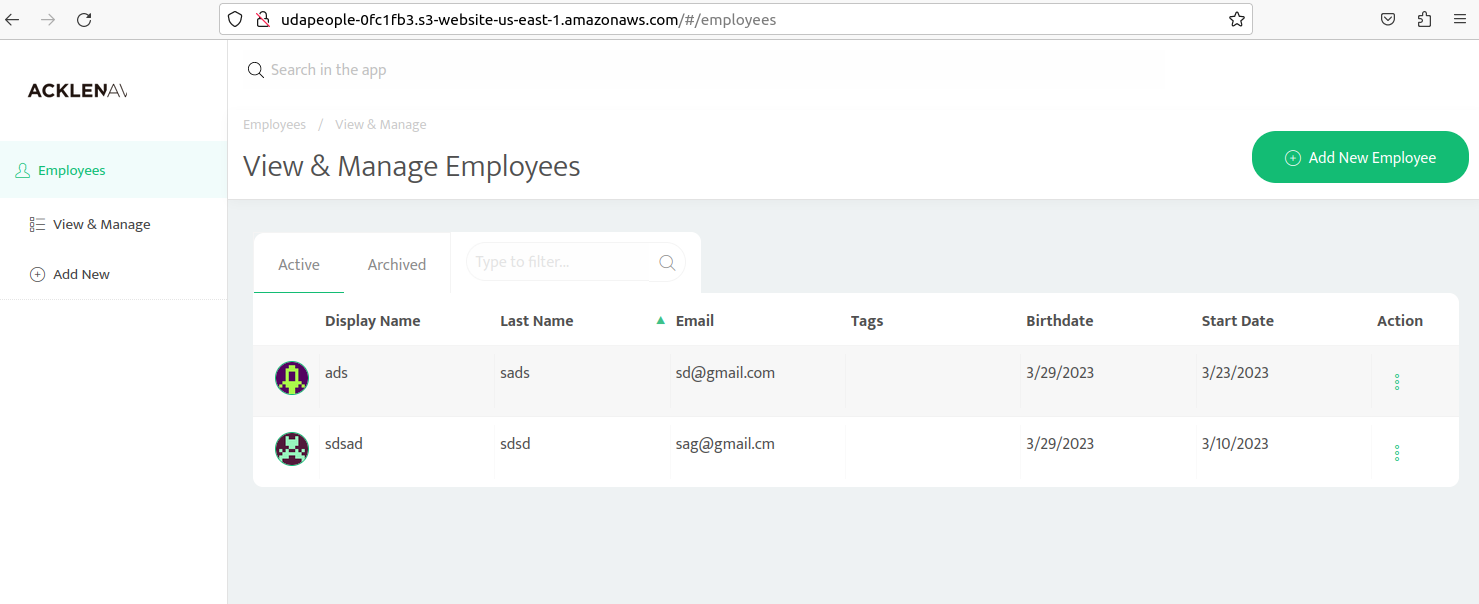 udapeople-0fc1fb3.s3-website-us-east-1.amazonaws.com/#/employees
ACKLENAV
Search in the app
Employees / View & Manage
View & Manage Employees
Add New Employee
Employees
View & Manage
Add New
Active Archived Type to filter...
Display Name Last Name Email Tags Birthdate Start Date Action
ads sads sd@gmail.com 3/29/2023 3/23/2023
sdsad sdsd sag@gmail.cm 3/29/2023 3/10/2023